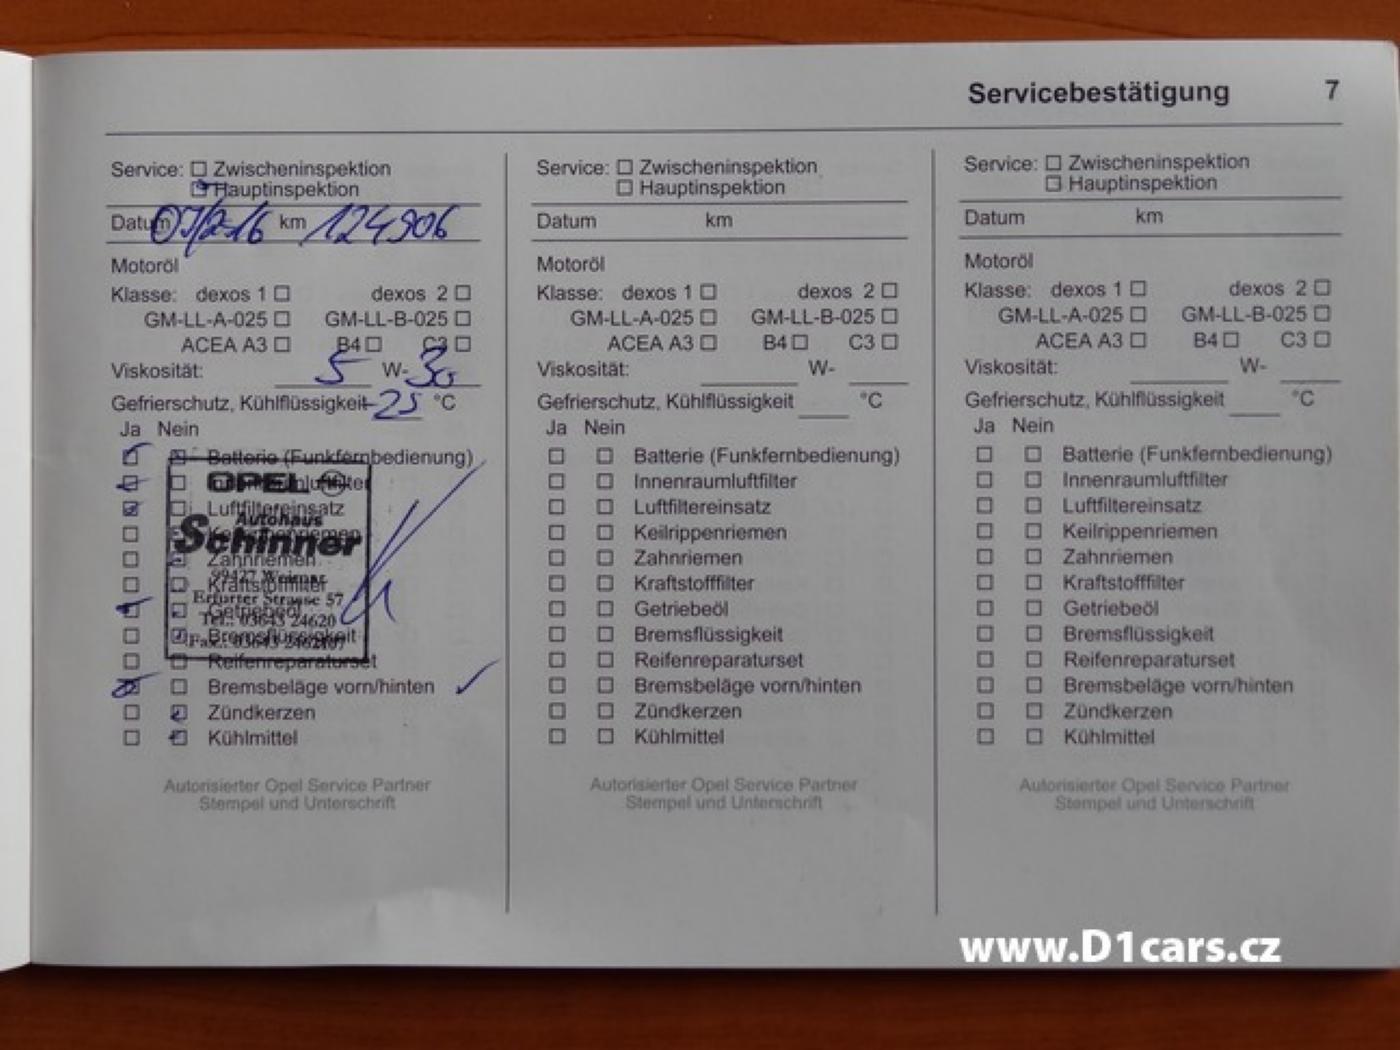 Servicebestätigung 7
Service: Zwischeninspektion
Hauptinspektion
Datum km 124906
Motoröl
Klasse: dexos 1 dexos 2
GM-LL-A-025 GM-LL-B-025
ACEA A3 B4 C3
Viskosität: 5 W- 30
Gefrierschutz, Kühlflüssigkeit -25 °C
Ja Nein
Batterie (Funkfernbedienung)
Innenraumluftfilter
Luftfiltereinsatz
Keilrippenriemen
Zahnriemen
Kraftstofffilter
Getriebeöl
Bremsflüssigkeit
Reifenreparaturset
Bremsbeläge vorn/hinten
Zündkerzen
Kühlmittel
OPEL
Autohaus
Schinner
99427 Weimar
Erfurter Strasse 57
Tel.: 03643 24620
Fax.: 03643
Autorisierter Opel Service Partner
Stempel und Unterschrift
Service: Zwischeninspektion
Hauptinspektion
Datum km
Motoröl
Klasse: dexos 1 dexos 2
GM-LL-A-025 GM-LL-B-025
ACEA A3 B4 C3
Viskosität: W-
Gefrierschutz, Kühlflüssigkeit °C
Ja Nein
Batterie (Funkfernbedienung)
Innenraumluftfilter
Luftfiltereinsatz
Keilrippenriemen
Zahnriemen
Kraftstofffilter
Getriebeöl
Bremsflüssigkeit
Reifenreparaturset
Bremsbeläge vorn/hinten
Zündkerzen
Kühlmittel
Autorisierter Opel Service Partner
Stempel und Unterschrift
Service: Zwischeninspektion
Hauptinspektion
Datum km
Motoröl
Klasse: dexos 1 dexos 2
GM-LL-A-025 GM-LL-B-025
ACEA A3 B4 C3
Viskosität: W-
Gefrierschutz, Kühlflüssigkeit °C
Ja Nein
Batterie (Funkfernbedienung)
Innenraumluftfilter
Luftfiltereinsatz
Keilrippenriemen
Zahnriemen
Kraftstofffilter
Getriebeöl
Bremsflüssigkeit
Reifenreparaturset
Bremsbeläge vorn/hinten
Zündkerzen
Kühlmittel
Autorisierter Opel Service Partner
Stempel und Unterschrift
www.D1cars.cz